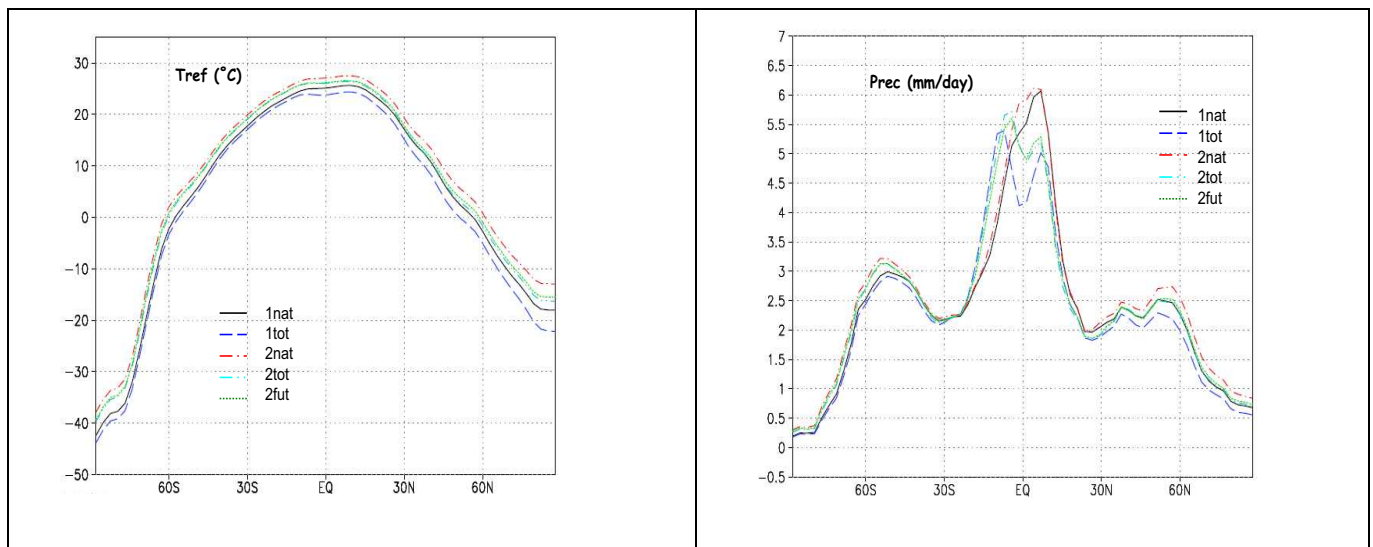 Tref (˚C)
30
20
10
0
−10
−20
−30
−40
−50
60S 30S EQ 30N 60N
1nat
1tot
2nat
2tot
2fut
Prec (mm/day)
7
6.5
6
5.5
5
4.5
4
3.5
3
2.5
2
1.5
1
0.5
0
−0.5
60S 30S EQ 30N 60N
1nat
1tot
2nat
2tot
2fut